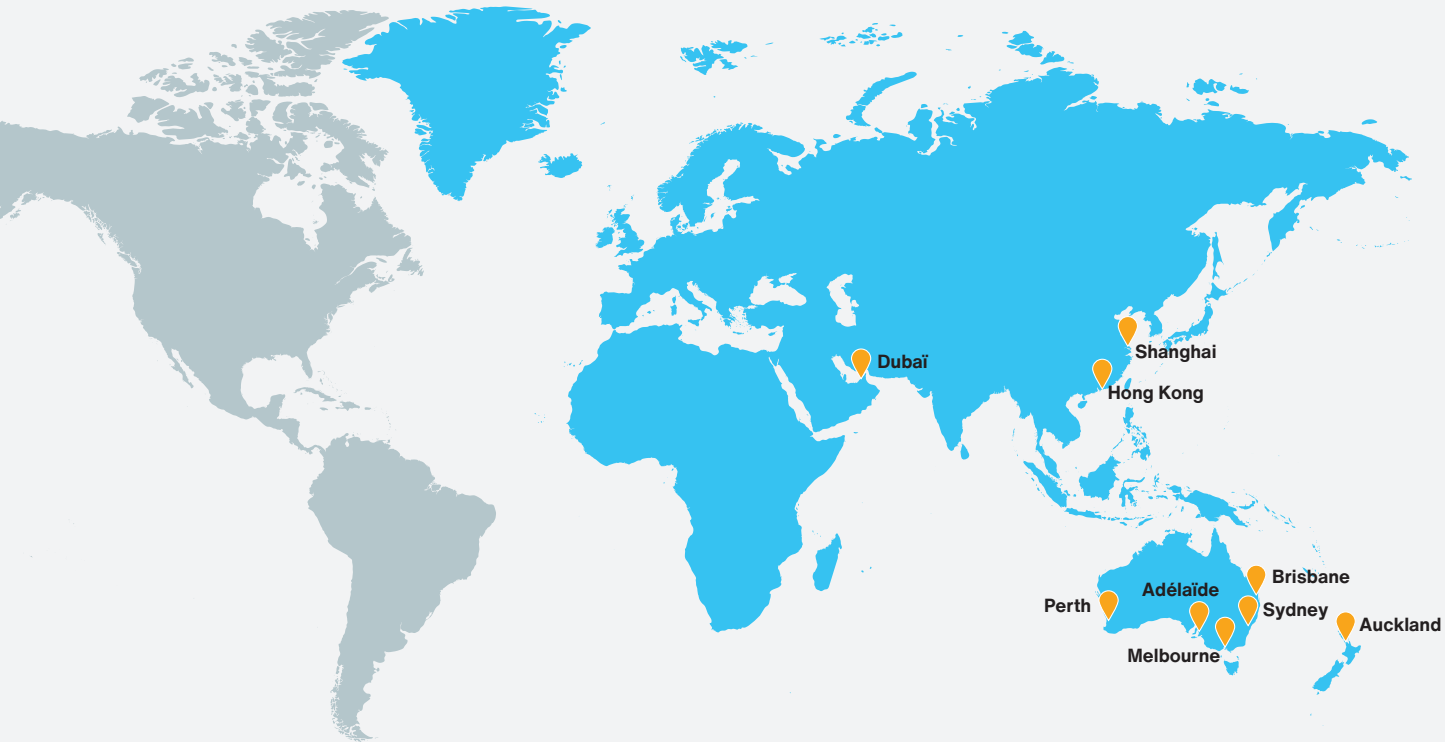 Shanghai
Dubaï
Hong Kong
Brisbane
Adélaïde
Perth
Sydney
Auckland
Melbourne